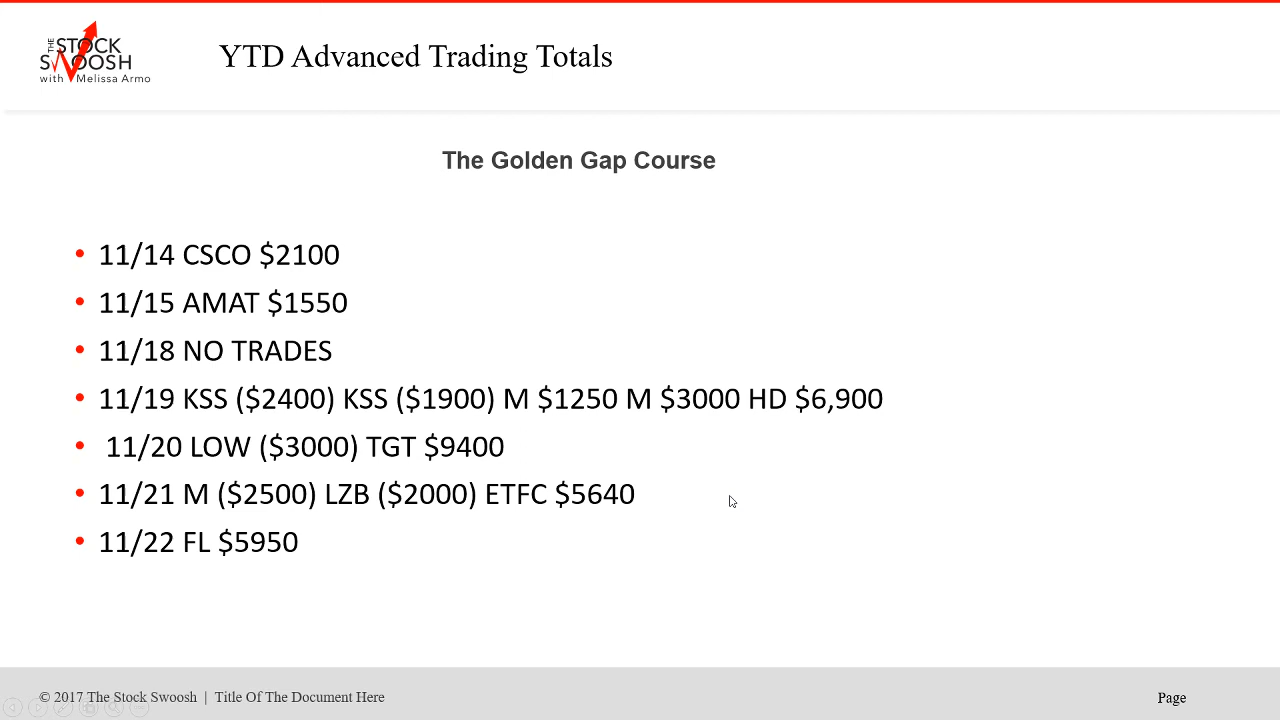 THE STOCK
SWOOSH
with Melissa Armo
YTD Advanced Trading Totals
The Golden Gap Course
• 11/14 CSCO $2100
• 11/15 AMAT $1550
• 11/18 NO TRADES
• 11/19 KSS ($2400) KSS ($1900) M $1250 M $3000 HD $6,900
• 11/20 LOW ($3000) TGT $9400
• 11/21 M ($2500) LZB ($2000) ETFC $5640
• 11/22 FL $5950
© 2017 The Stock Swoosh | Title Of The Document Here
Page